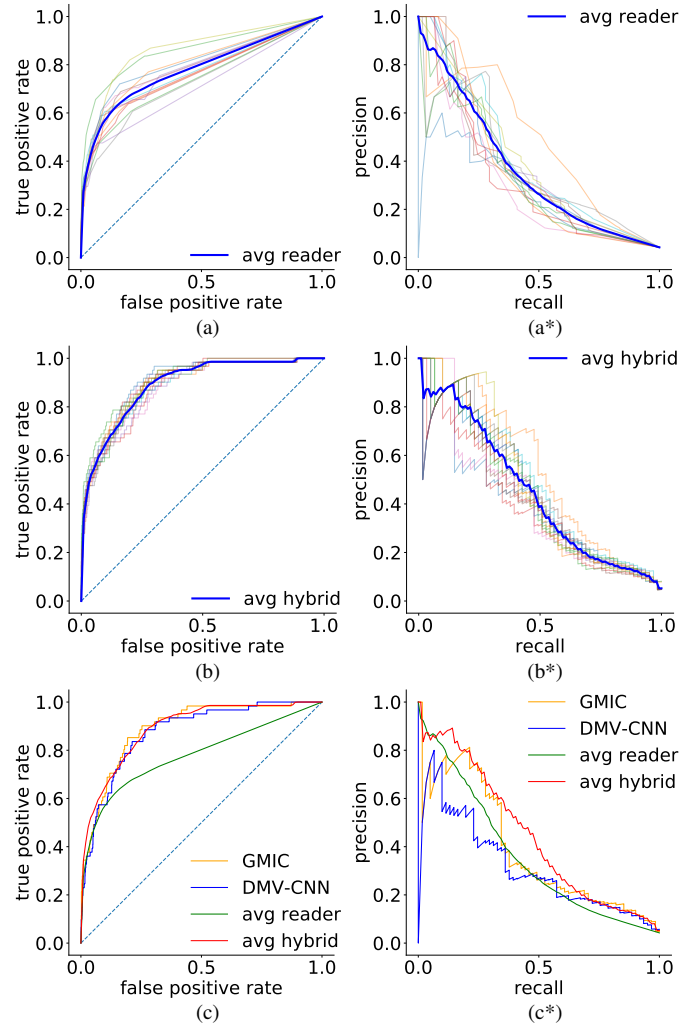 1.0
0.8
0.6
0.4
0.2
0.0
true positive rate
avg reader
0.0 0.5 1.0
false positive rate
(a)
1.0
0.8
0.6
0.4
0.2
0.0
precision
avg reader
0.0 0.5 1.0
recall
(a*)
1.0
0.8
0.6
0.4
0.2
0.0
true positive rate
avg hybrid
0.0 0.5 1.0
false positive rate
(b)
1.0
0.8
0.6
0.4
0.2
0.0
precision
avg hybrid
0.0 0.5 1.0
recall
(b*)
1.0
0.8
0.6
0.4
0.2
0.0
true positive rate
GMIC
DMV-CNN
avg reader
avg hybrid
0.0 0.5 1.0
false positive rate
(c)
1.0
0.8
0.6
0.4
0.2
0.0
precision
GMIC
DMV-CNN
avg reader
avg hybrid
0.0 0.5 1.0
recall
(c*)